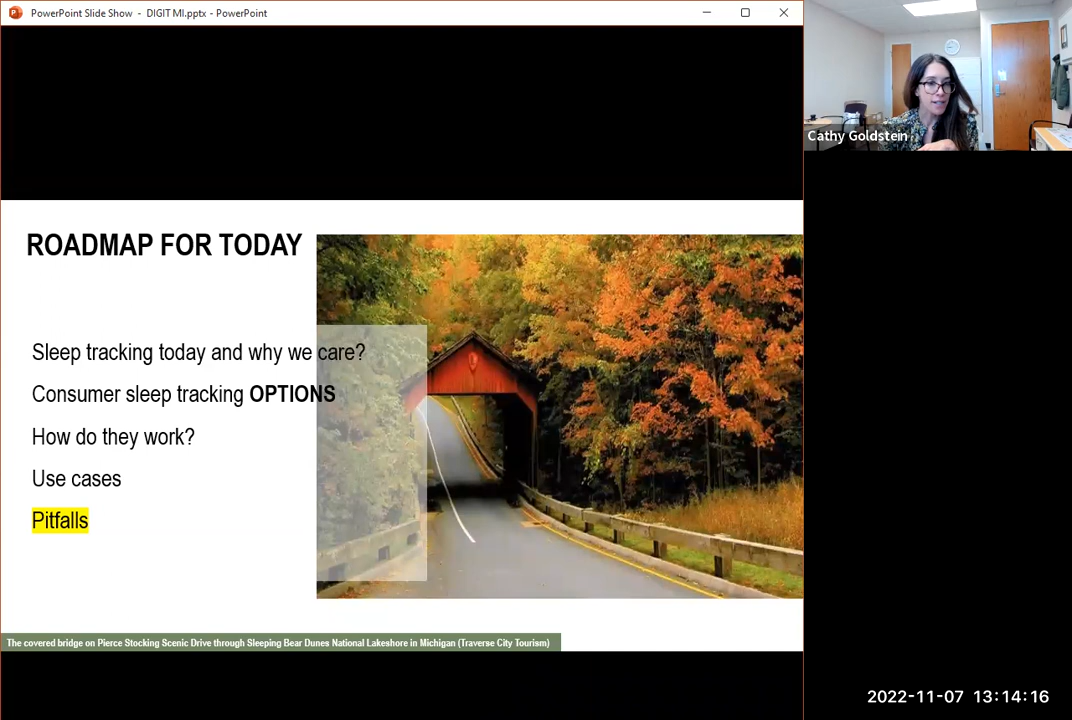 PowerPoint Slide Show - DIGIT MI.pptx - PowerPoint
Cathy Goldstein
ROADMAP FOR TODAY
Sleep tracking today and why we care?
Consumer sleep tracking OPTIONS
How do they work?
Use cases
Pitfalls
The covered bridge on Pierce Stocking Scenic Drive through Sleeping Bear Dunes National Lakeshore in Michigan (Traverse City Tourism)
2022-11-07 13:14:16